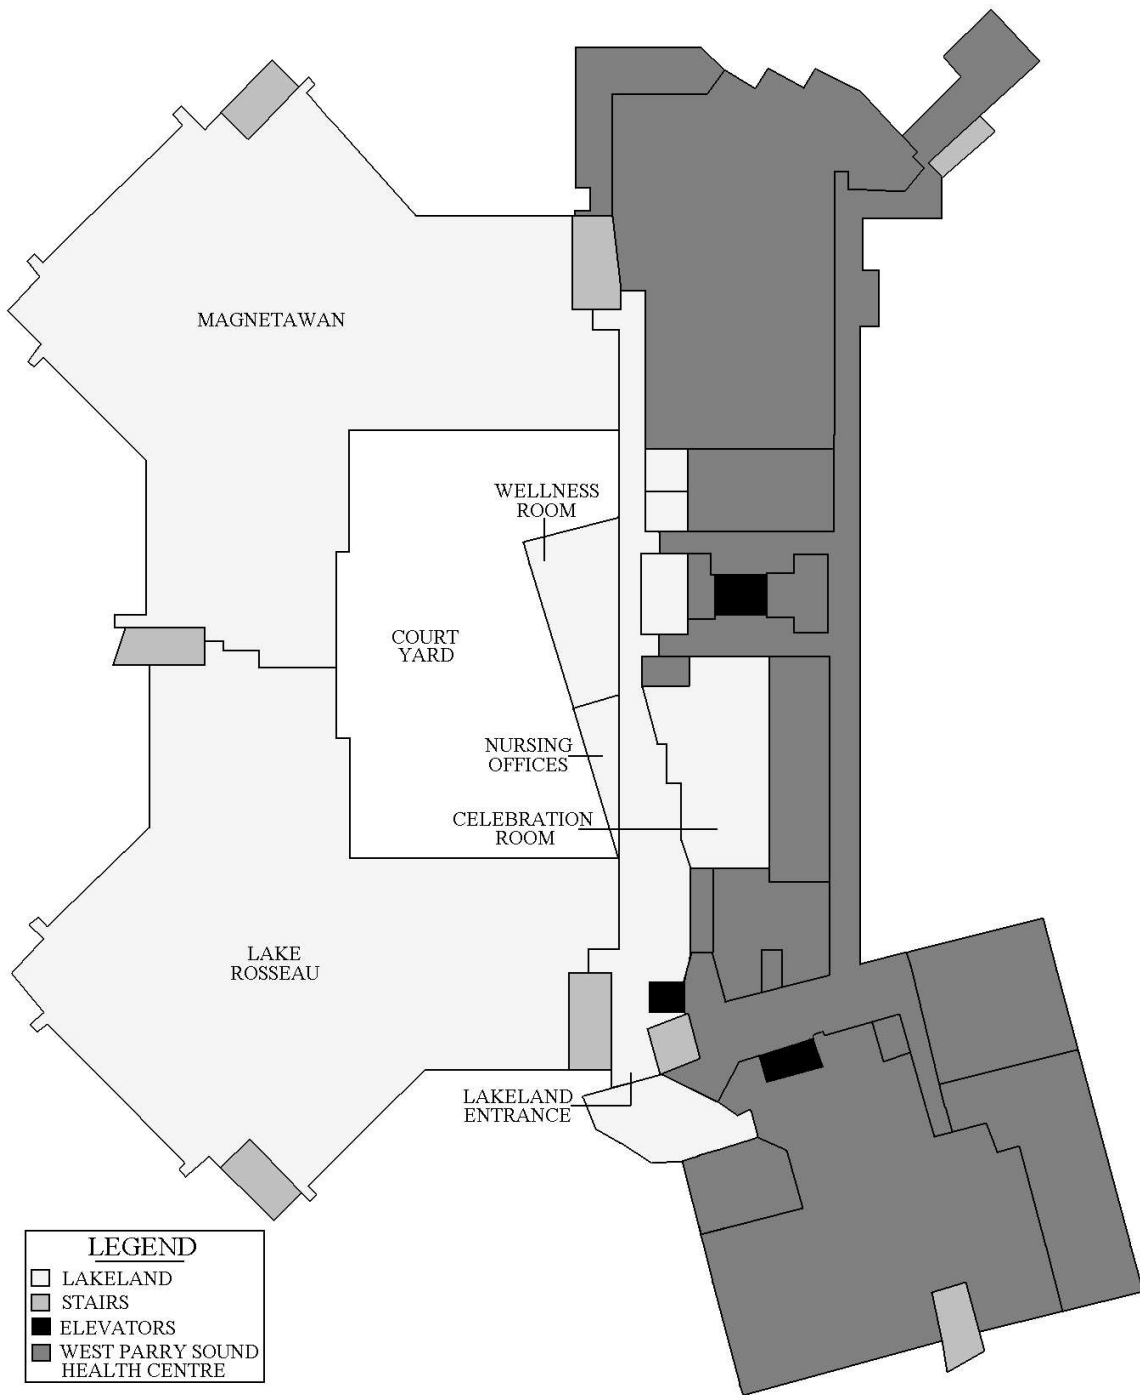 MAGNETAWAN
WELLNESS
ROOM
COURT
YARD
NURSING
OFFICES
CELEBRATION
ROOM
LAKE
ROSSEAU
LAKELAND
ENTRANCE
LEGEND
LAKELAND
STAIRS
ELEVATORS
WEST PARRY SOUND
HEALTH CENTRE